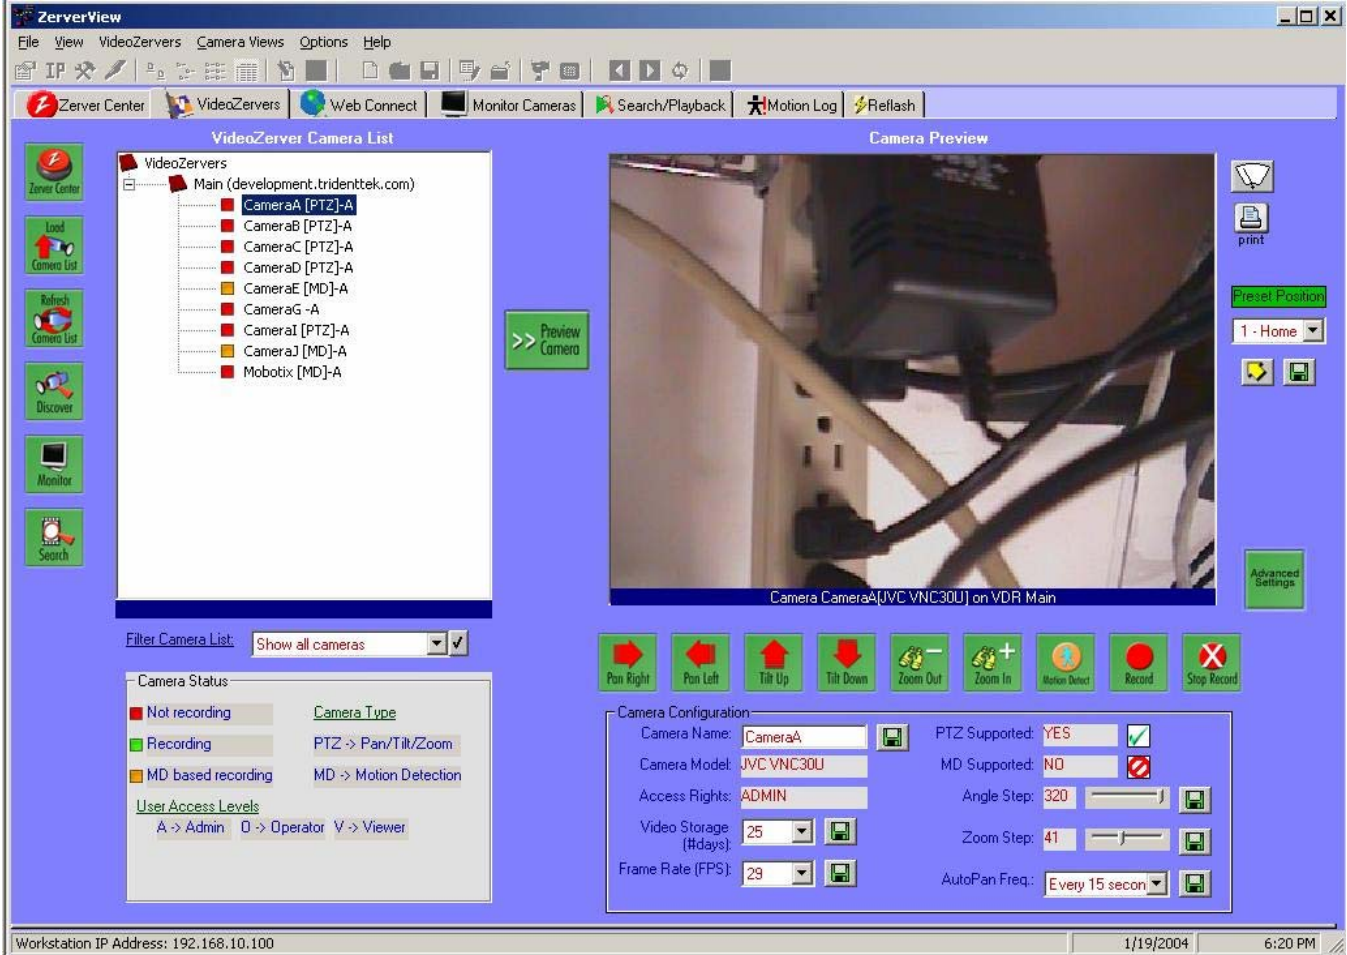 ZerverView
File View VideoZervers Camera Views Options Help
IP
Zerver Center VideoZervers Web Connect Monitor Cameras Search/Playback Motion Log Reflash
VideoZerver Camera List
Camera Preview
Zerver Center
Load Camera List
Refresh Camera List
Discover
Monitor
Search
VideoZervers
Main (development.tridenttek.com)
CameraA [PTZ]-A
CameraB [PTZ]-A
CameraC [PTZ]-A
CameraD [PTZ]-A
CameraE [MD]-A
CameraG -A
CameraI [PTZ]-A
CameraJ [MD]-A
Mobotix [MD]-A
>> Preview Camera
print
Preset Position
1 - Home
Advanced Settings
Camera CameraA[JVC VNC30U] on VDR Main
Filter Camera List: Show all cameras
Pan Right Pan Left Tilt Up Tilt Down Zoom Out Zoom In Motion Detect Record Stop Record
Camera Status
Not recording
Recording
MD based recording
Camera Type
PTZ -> Pan/Tilt/Zoom
MD -> Motion Detection
User Access Levels
A -> Admin O -> Operator V -> Viewer
Camera Configuration
Camera Name: CameraA
Camera Model: JVC VNC30U
Access Rights: ADMIN
Video Storage (#days): 25
Frame Rate (FPS): 29
PTZ Supported: YES
MD Supported: NO
Angle Step: 320
Zoom Step: 41
AutoPan Freq.: Every 15 secon
Workstation IP Address: 192.168.10.100
1/19/2004
6:20 PM